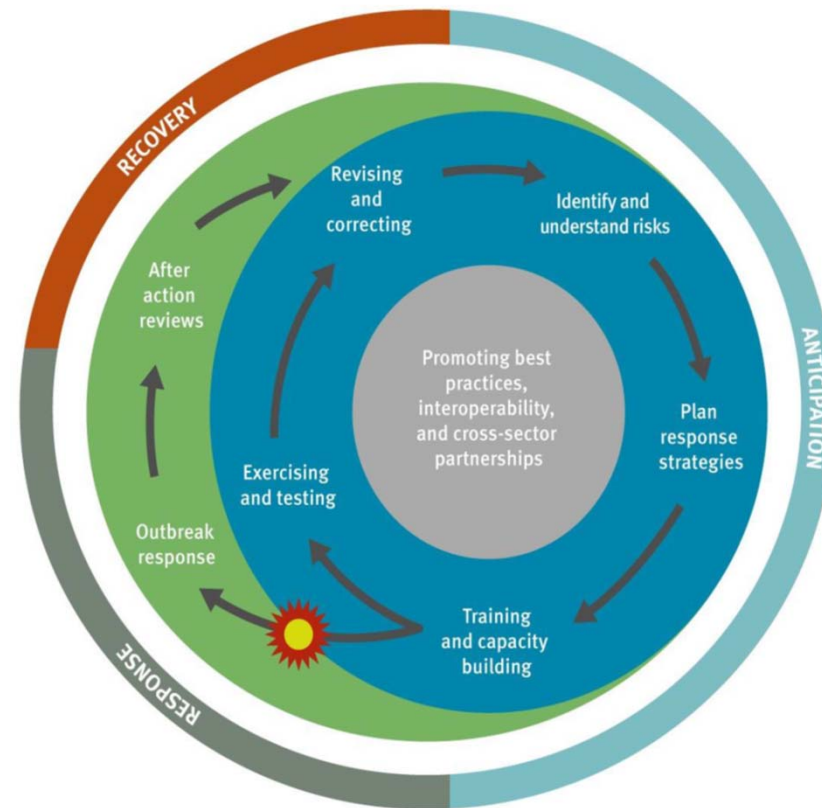 RECOVERY
ANTICIPATION
RESPONSE
Revising
and
correcting
Identify and
understand risks
After
action
reviews
Promoting best
practices,
interoperability,
and cross-sector
partnerships
Plan
response
strategies
Exercising
and testing
Outbreak
response
Training
and capacity
building